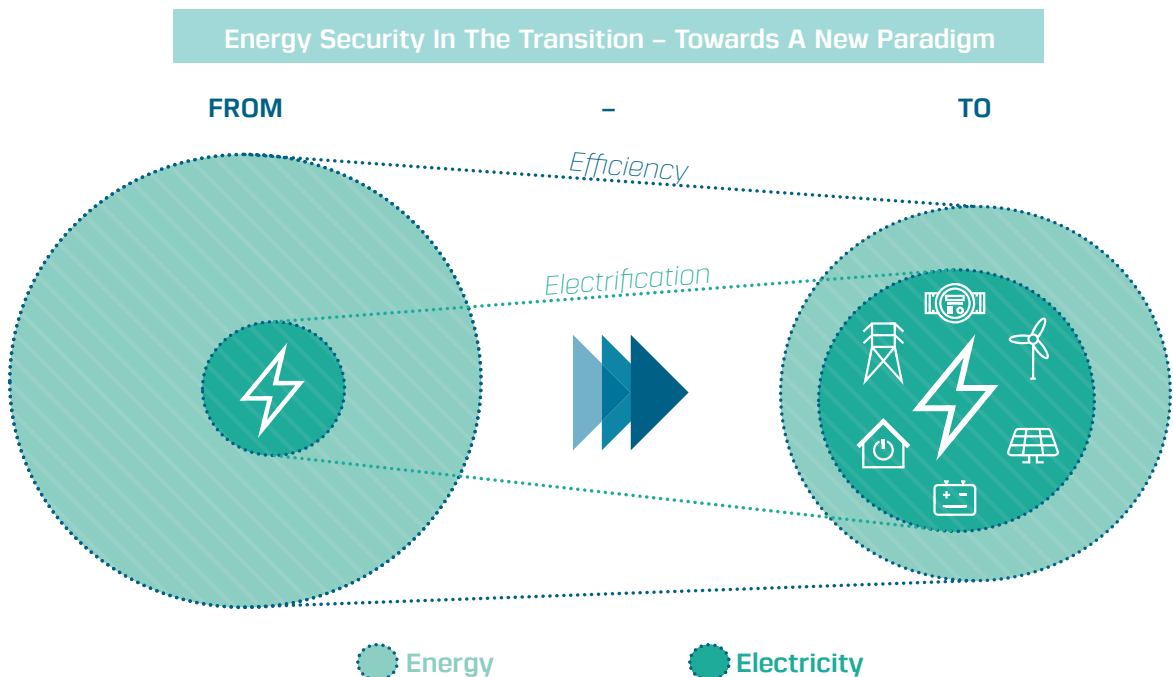 Energy Security In The Transition – Towards A New Paradigm
FROM – TO
Efficiency
Electrification
Energy Electricity